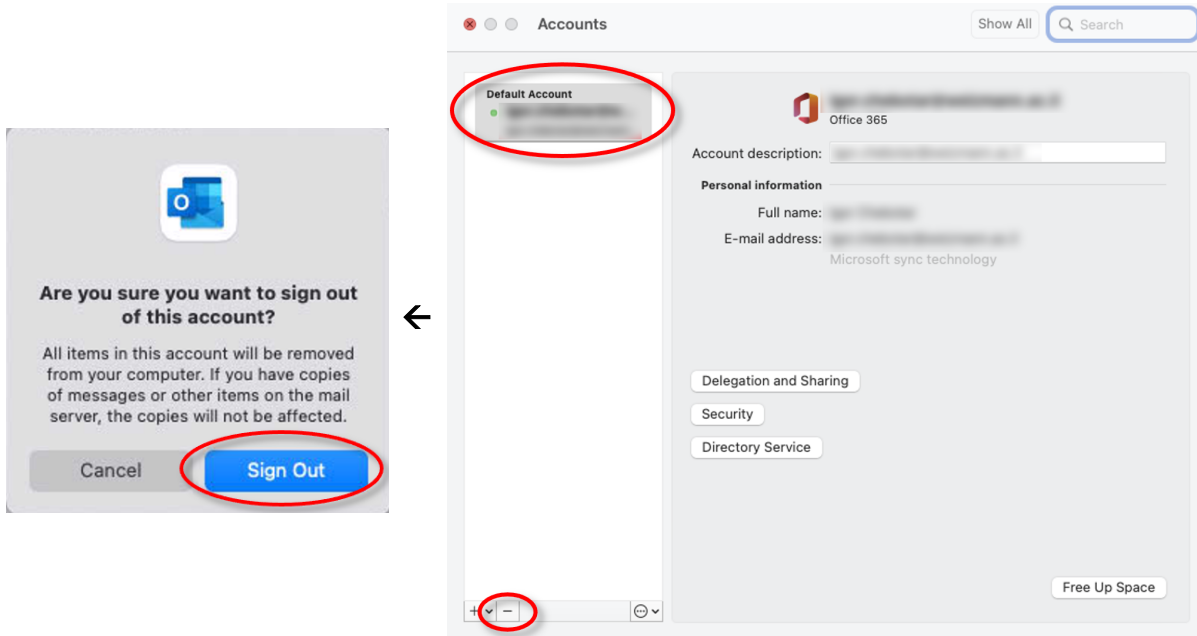 Accounts
Show All
Search
Default Account
Office 365
Account description:
Personal information
Full name:
E-mail address:
Microsoft sync technology
Delegation and Sharing
Security
Directory Service
Free Up Space
Are you sure you want to sign out
of this account?
All items in this account will be removed
from your computer. If you have copies
of messages or other items on the mail
server, the copies will not be affected.
Cancel
Sign Out